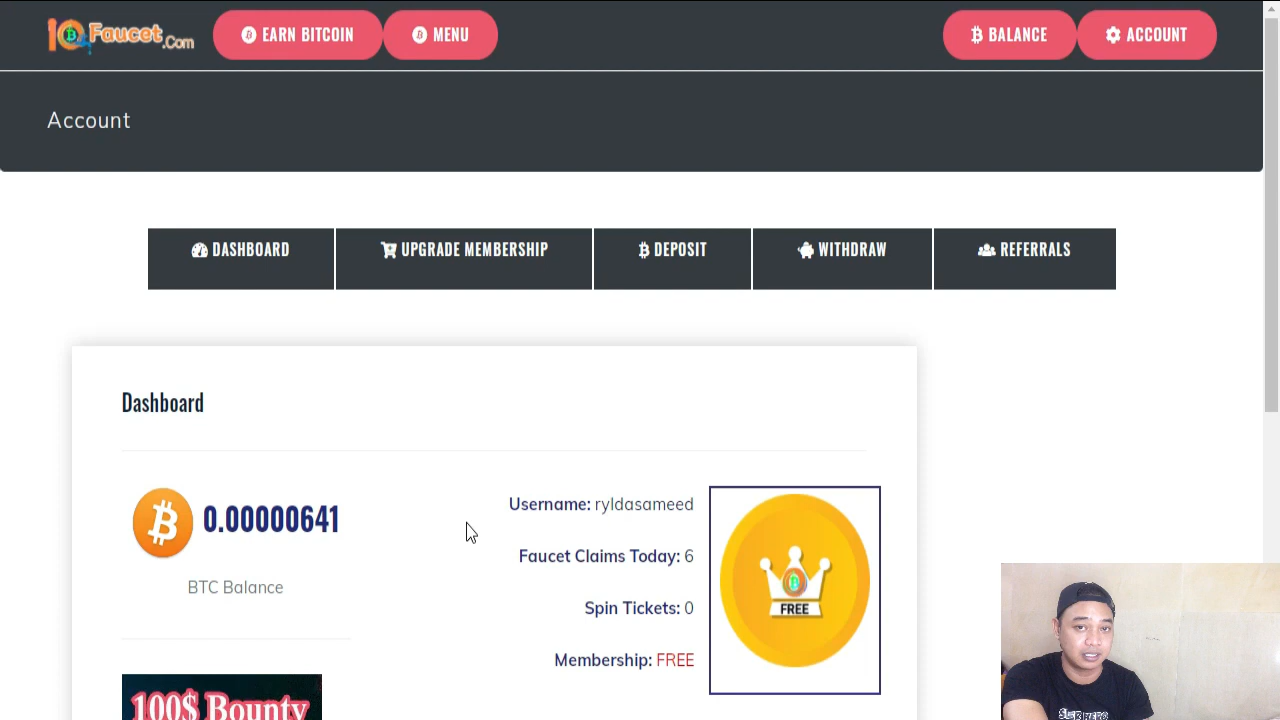 10Faucet.Com
EARN BITCOIN
MENU
BALANCE
ACCOUNT
Account
DASHBOARD
UPGRADE MEMBERSHIP
DEPOSIT
WITHDRAW
REFERRALS
Dashboard
0.00000641
BTC Balance
Username: ryldasameed
Faucet Claims Today: 6
Spin Tickets: 0
Membership: FREE
FREE
100$ Bounty